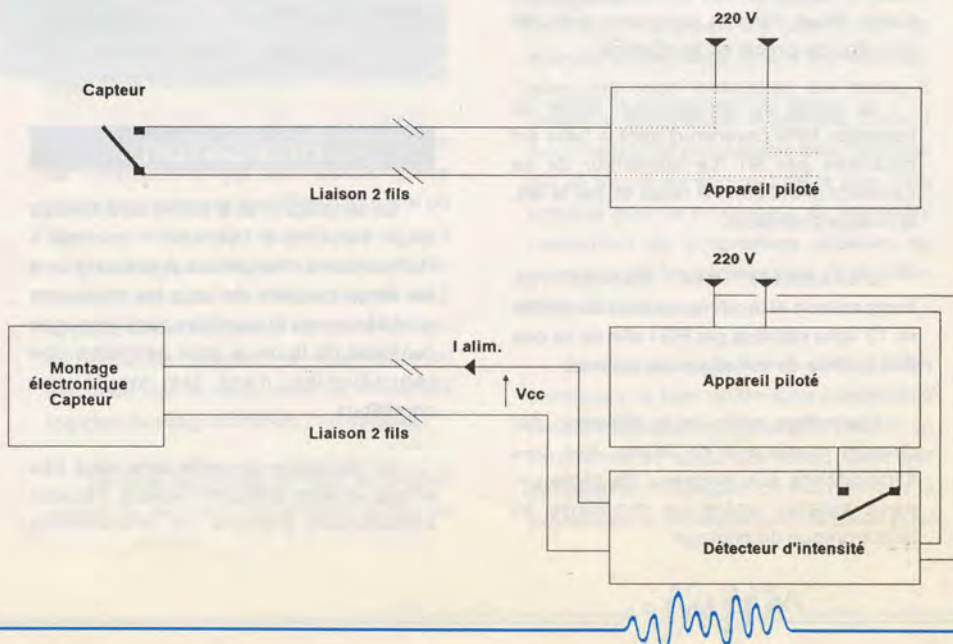 220 V
Capteur
Liaison 2 fils
Appareil piloté
220 V
I alim.
Vcc
Montage
électronique
Capteur
Liaison 2 fils
Appareil piloté
Détecteur d'intensité